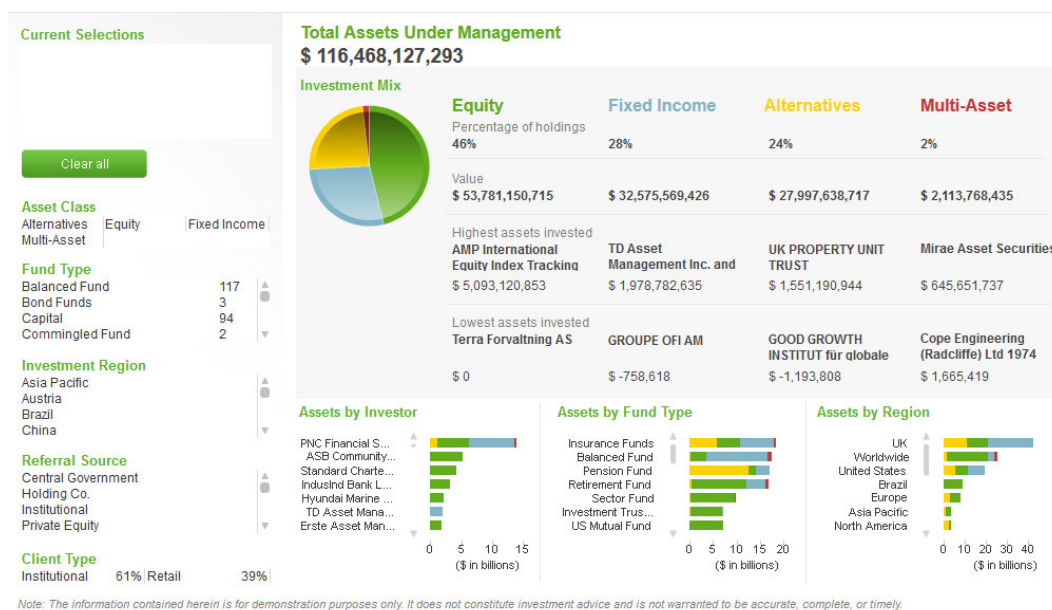 Current Selections
Clear all
Asset Class
Alternatives Equity Fixed Income
Multi-Asset
Fund Type
Balanced Fund 117
Bond Funds 3
Capital 94
Commingled Fund 2
Investment Region
Asia Pacific
Austria
Brazil
China
Referral Source
Central Government
Holding Co.
Institutional
Private Equity
Client Type
Institutional 61% Retail 39%
Total Assets Under Management
$ 116,468,127,293
Investment Mix
Equity Fixed Income Alternatives Multi-Asset
Percentage of holdings
46% 28% 24% 2%
Value
$ 53,781,150,715 $ 32,575,569,426 $ 27,997,638,717 $ 2,113,768,435
Highest assets invested
AMP International TD Asset UK PROPERTY UNIT Mirae Asset Securities
Equity Index Tracking Management Inc. and TRUST
$ 5,093,120,853 $ 1,978,782,635 $ 1,551,190,944 $ 645,651,737
Lowest assets invested
Terra Forvaltning AS GROUPE OFI AM GOOD GROWTH Cope Engineering
INSTITUT für globale (Radcliffe) Ltd 1974
$ 0 $ -758,618 $ -1,193,808 $ 1,665,419
Assets by Investor
PNC Financial S...
ASB Community...
Standard Charte...
IndusInd Bank L...
Hyundai Marine ...
TD Asset Mana...
Erste Asset Man...
0 5 10 15
($ in billions)
Assets by Fund Type
Insurance Funds
Balanced Fund
Pension Fund
Retirement Fund
Sector Fund
Investment Trus...
US Mutual Fund
0 5 10 15 20
($ in billions)
Assets by Region
UK
Worldwide
United States
Brazil
Europe
Asia Pacific
North America
0 10 20 30 40
($ in billions)
Note: The information contained herein is for demonstration purposes only. It does not constitute investment advice and is not warranted to be accurate, complete, or timely.